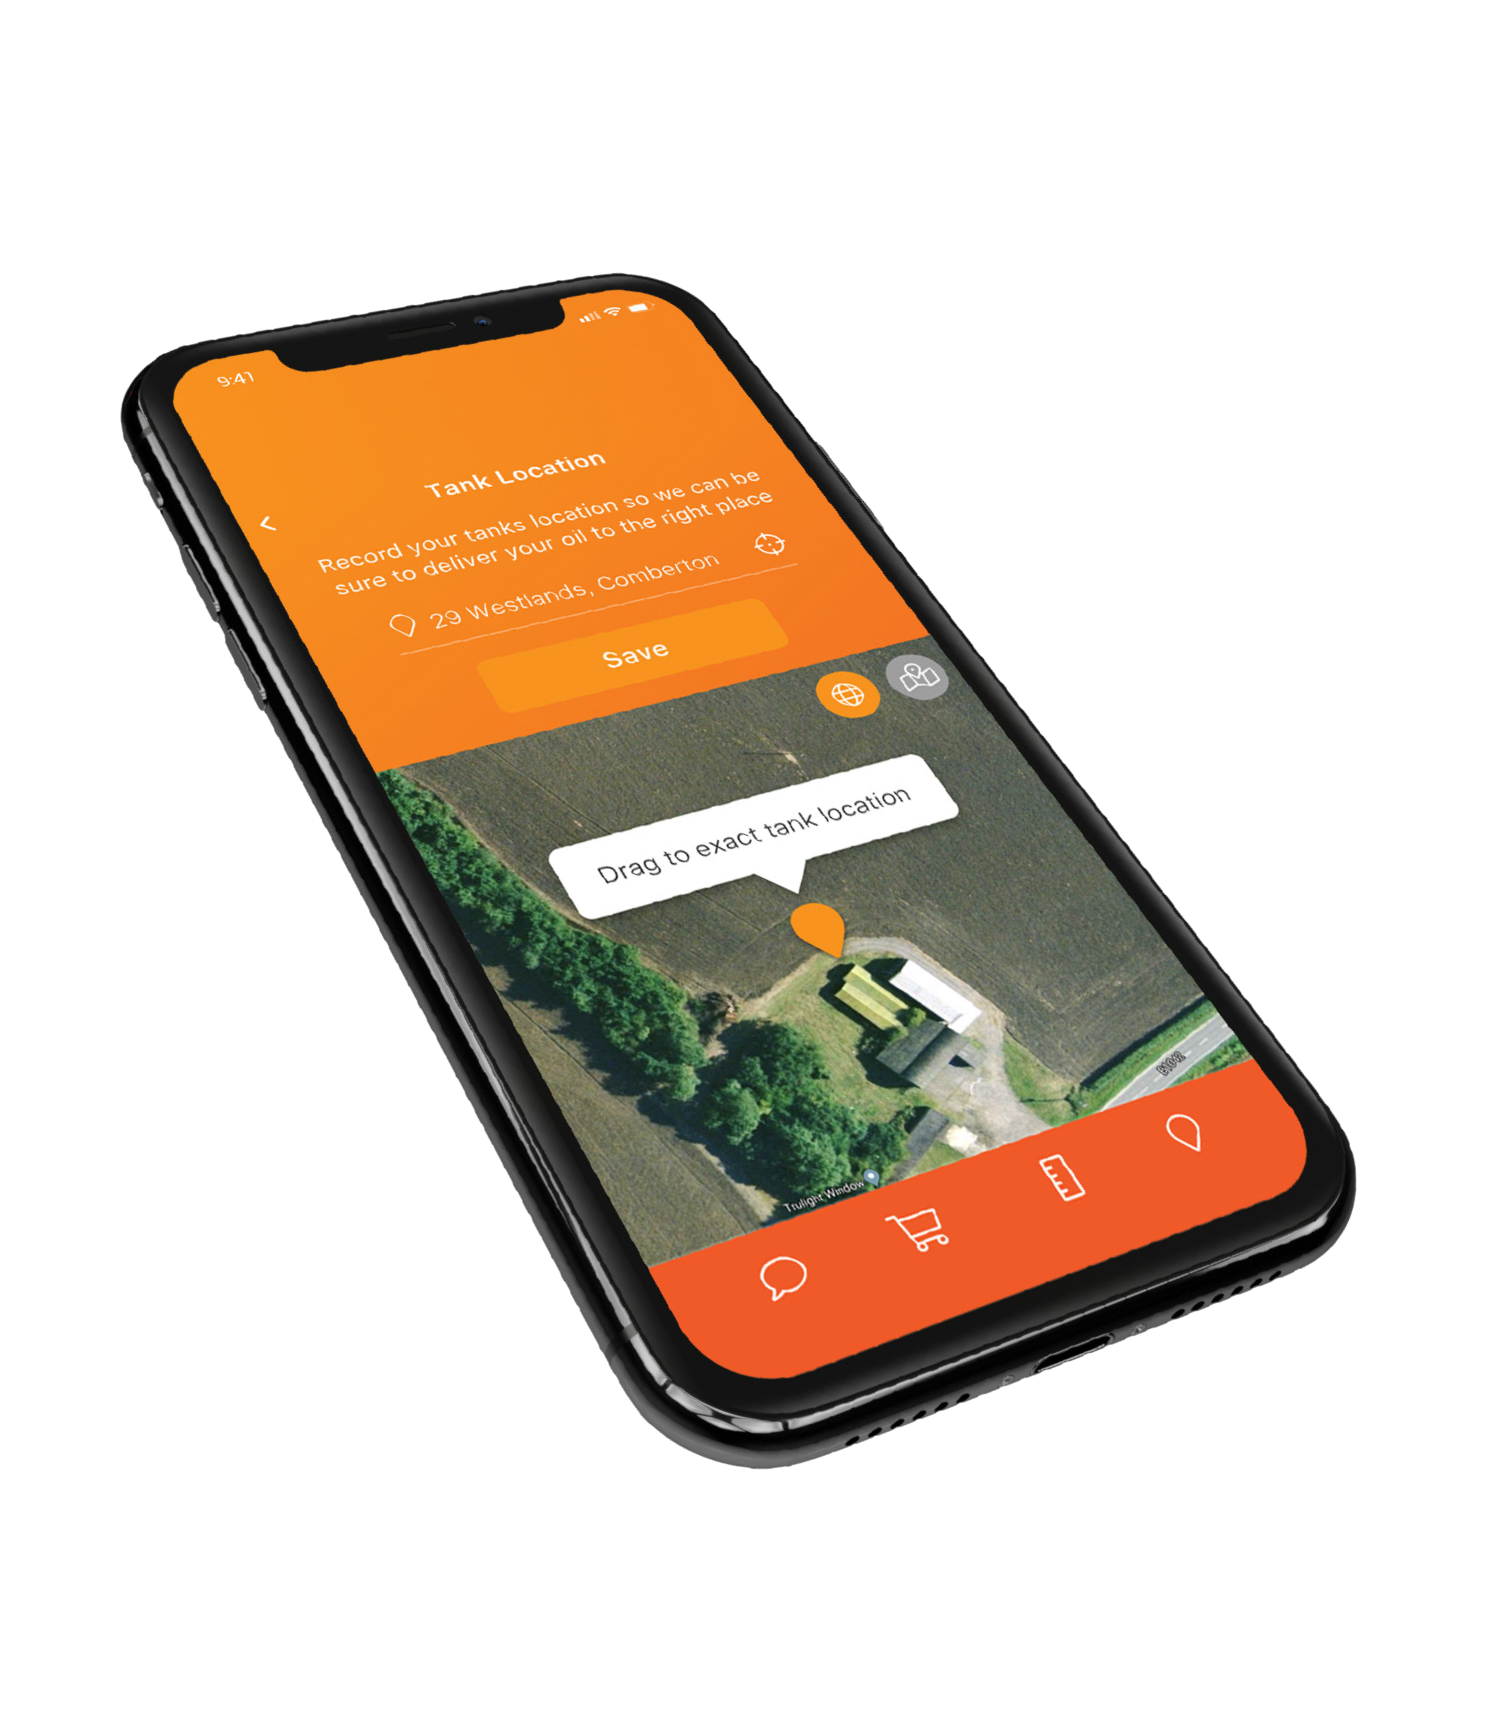 9:41
Tank Location
Record your tanks location so we can be
sure to deliver your oil to the right place
29 Westlands, Comberton
Save
Drag to exact tank location
B1042
Trulight Window